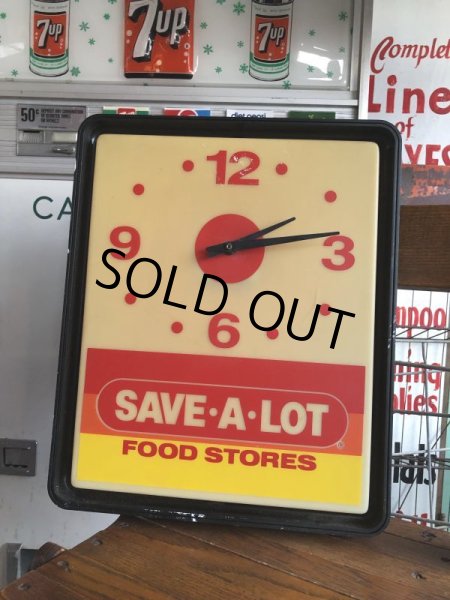 7up
7up
7up
50¢
diet pepsi
Complet
Line
of
CA
12
9
3
6
SOLD OUT
SAVE·A·LOT
®
FOOD STORES